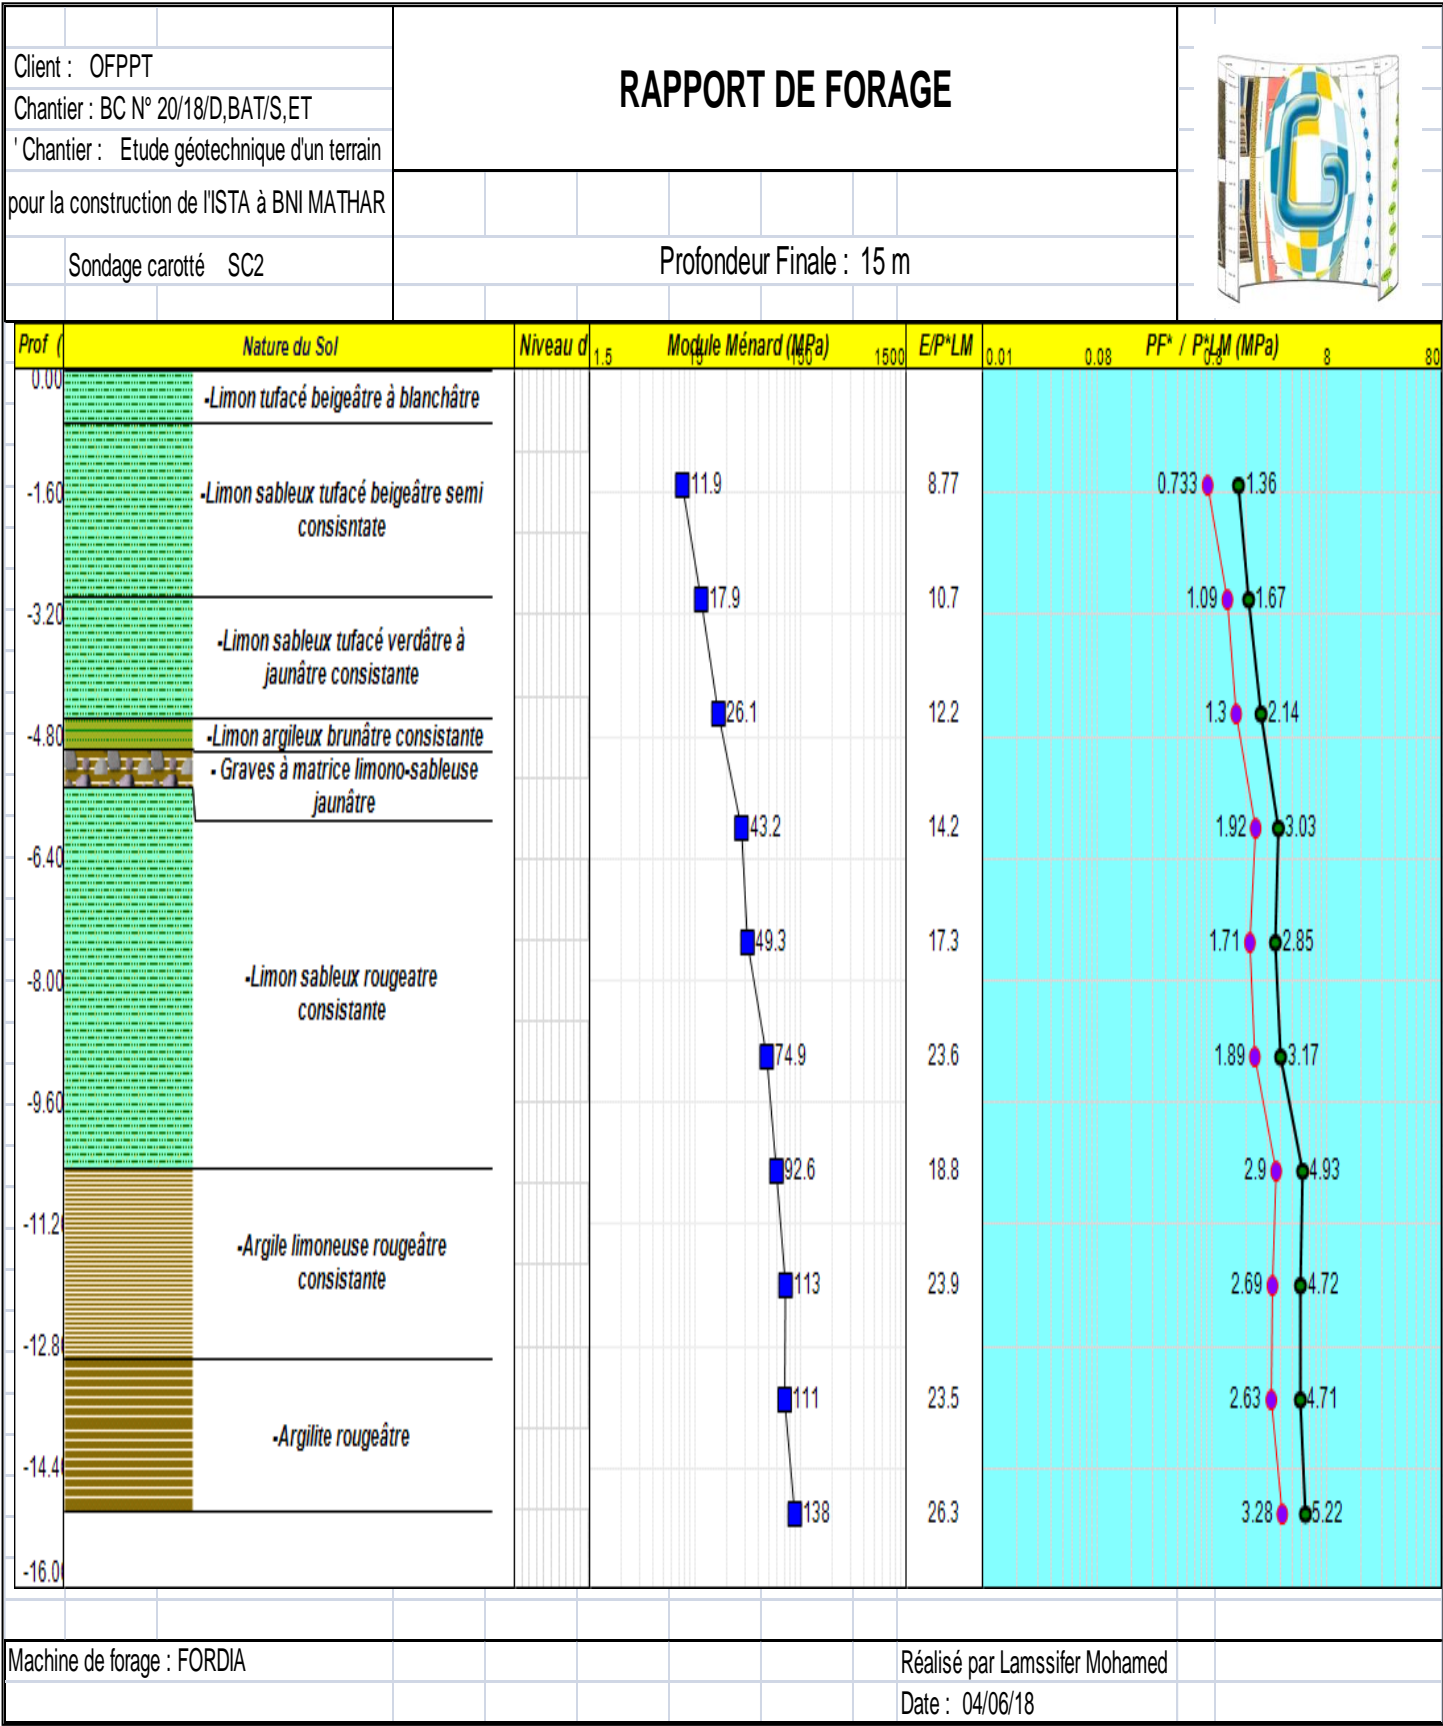 Client : OFPPT
Chantier : BC N° 20/18/D,BAT/S,ET
' Chantier : Etude géotechnique d'un terrain
pour la construction de l'ISTA à BNI MATHAR
Sondage carotté SC2
RAPPORT DE FORAGE
Profondeur Finale : 15 m
Prof (
Nature du Sol
Niveau d
Module Ménard (MPa)
1.5 15 150 1500
E/P*LM
PF* / P*LM (MPa)
0.01 0.08 0.8 8 80
0.00
-Limon tufacé beigeâtre à blanchâtre
-1.60
-Limon sableux tufacé beigeâtre semi
consisntate
11.9 8.77 0.733 1.36
17.9 10.7 1.09 1.67
-3.20
-Limon sableux tufacé verdâtre à
jaunâtre consistante
26.1 12.2 1.3 2.14
-4.80
-Limon argileux brunâtre consistante
- Graves à matrice limono-sableuse
jaunâtre
43.2 14.2 1.92 3.03
-6.40
49.3 17.3 1.71 2.85
-8.00
-Limon sableux rougeatre
consistante
74.9 23.6 1.89 3.17
-9.60
92.6 18.8 2.9 4.93
-11.2
-Argile limoneuse rougeâtre
consistante
113 23.9 2.69 4.72
-12.8
111 23.5 2.63 4.71
-Argilite rougeâtre
-14.4
138 26.3 3.28 5.22
-16.0
Machine de forage : FORDIA
Réalisé par Lamssifer Mohamed
Date : 04/06/18